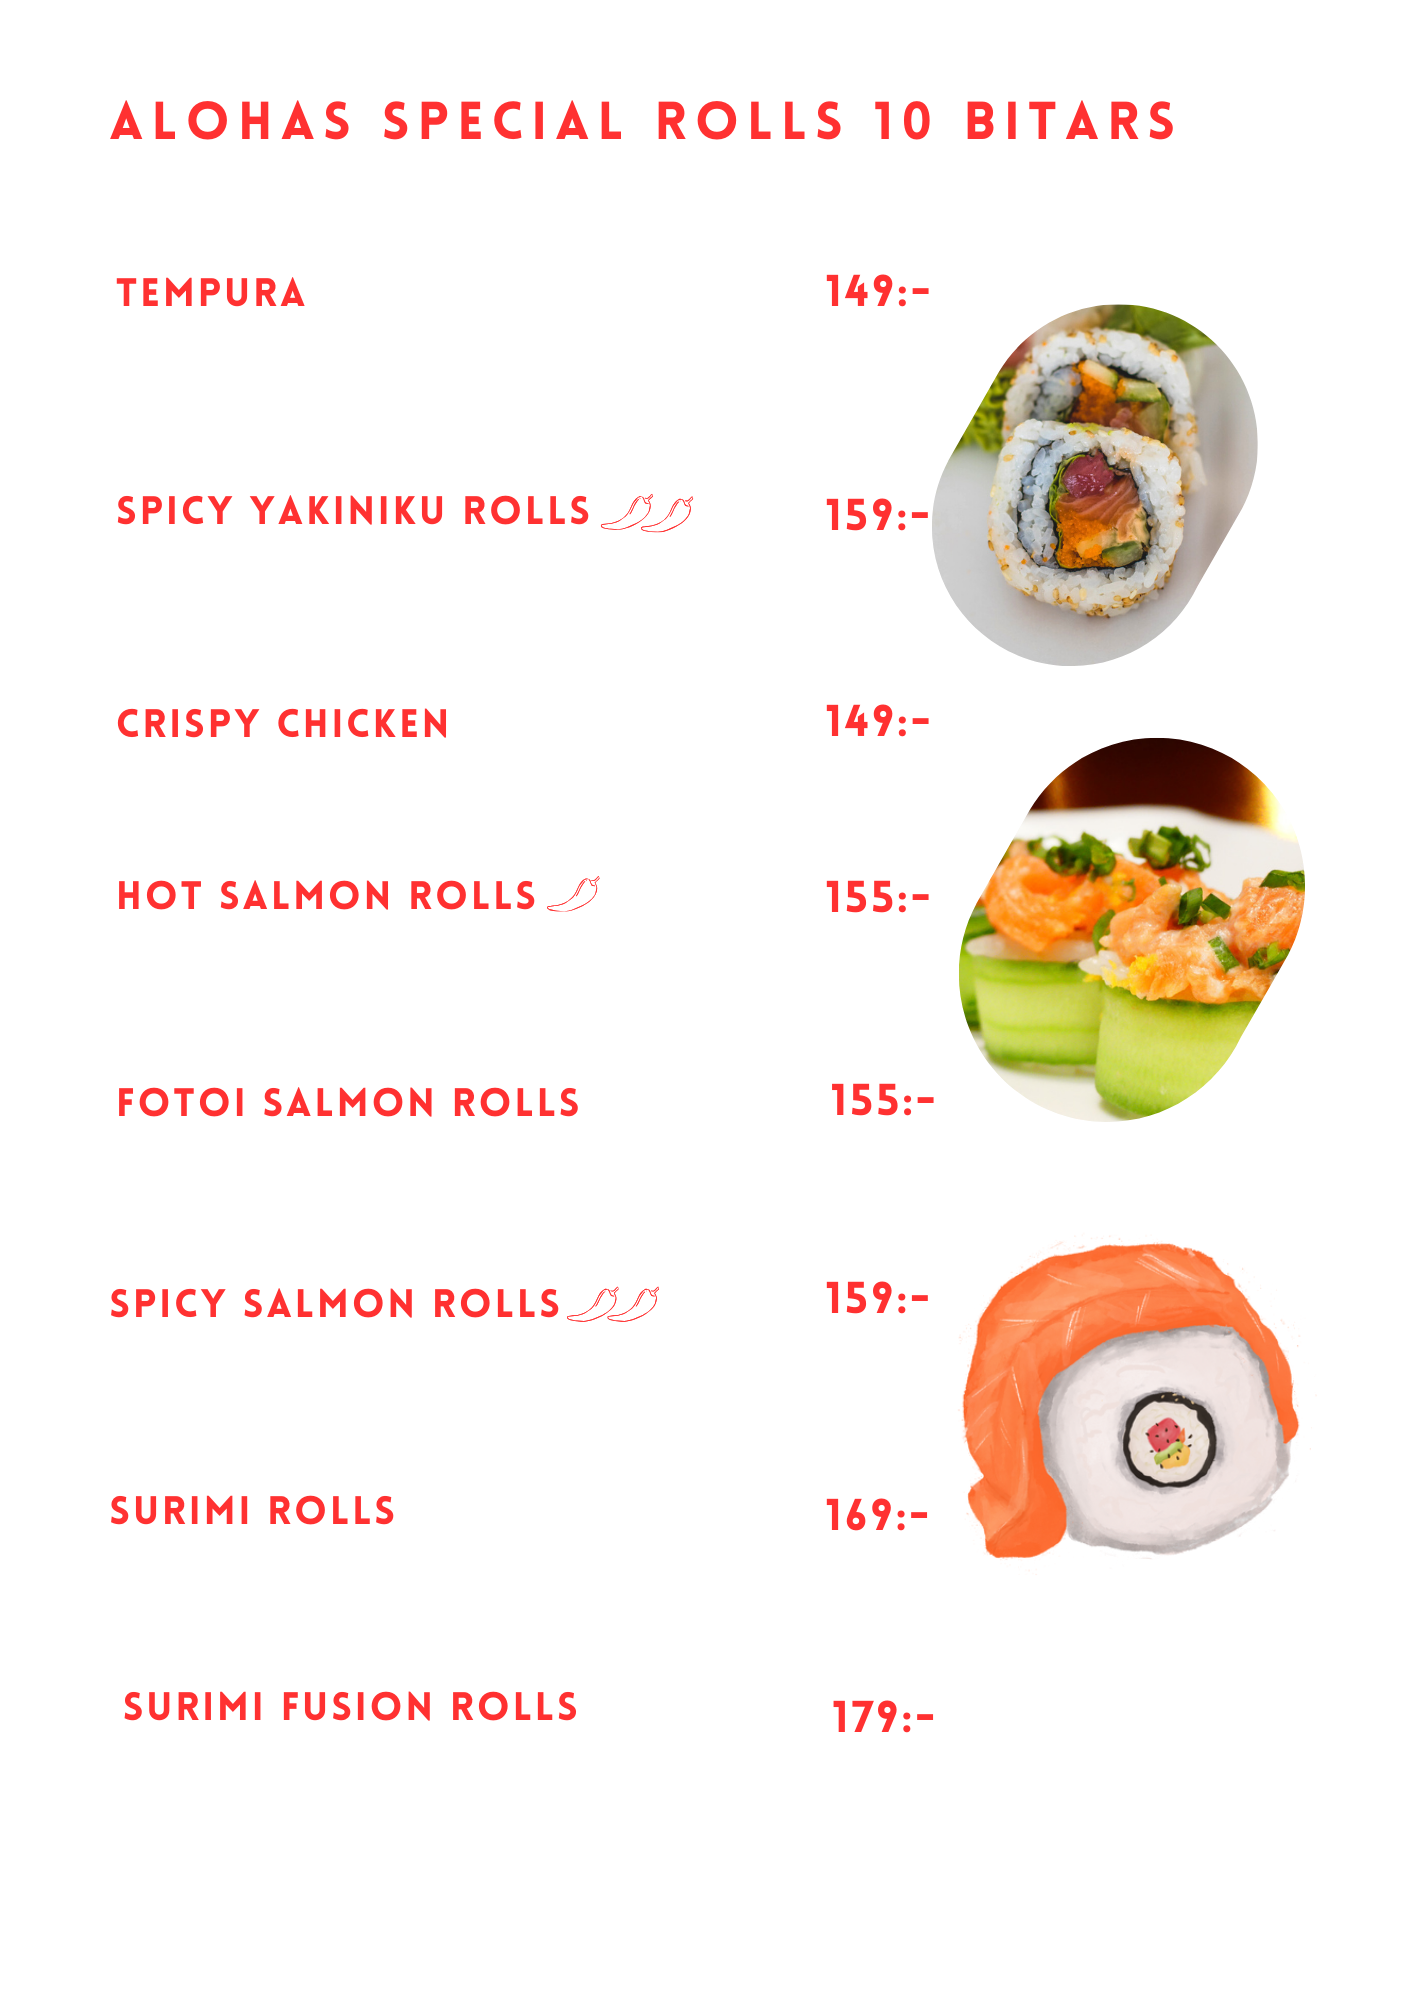 ALOHAS SPECIAL ROLLS 10 BITARS
TEMPURA 149:-
SPICY YAKINIKU ROLLS 159:-
CRISPY CHICKEN 149:-
HOT SALMON ROLLS 155:-
FOTOI SALMON ROLLS 155:-
SPICY SALMON ROLLS 159:-
SURIMI ROLLS 169:-
SURIMI FUSION ROLLS 179:-